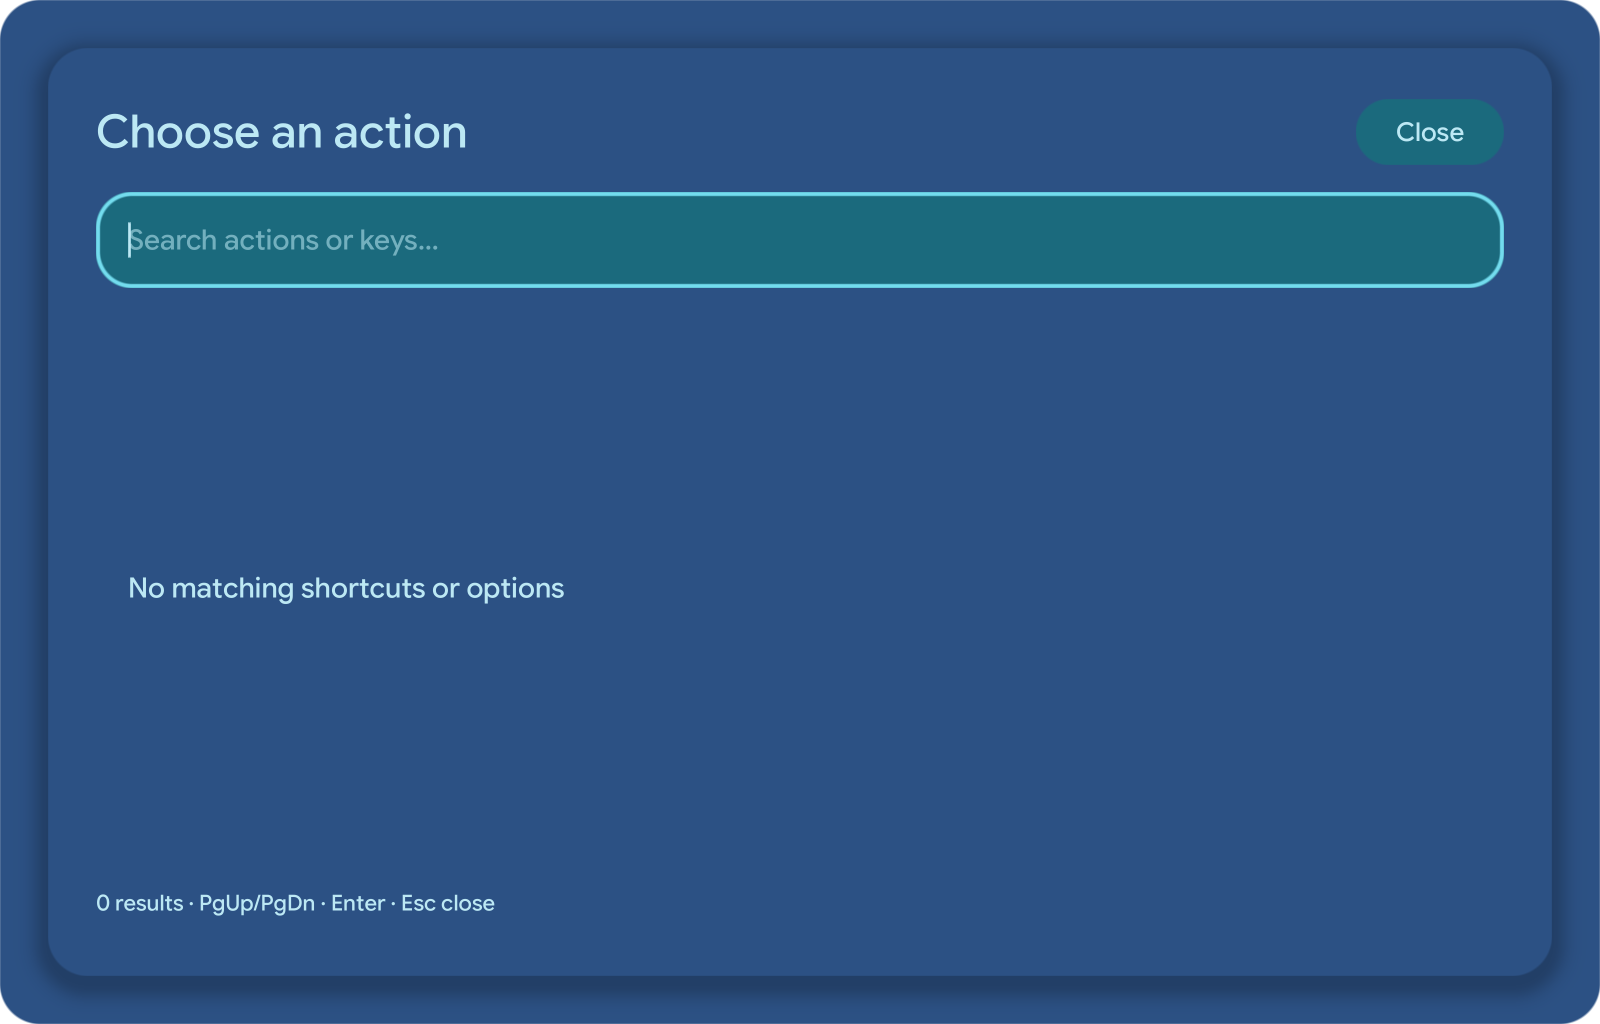 Choose an action
Close
Search actions or keys...
No matching shortcuts or options
0 results · PgUp/PgDn · Enter · Esc close